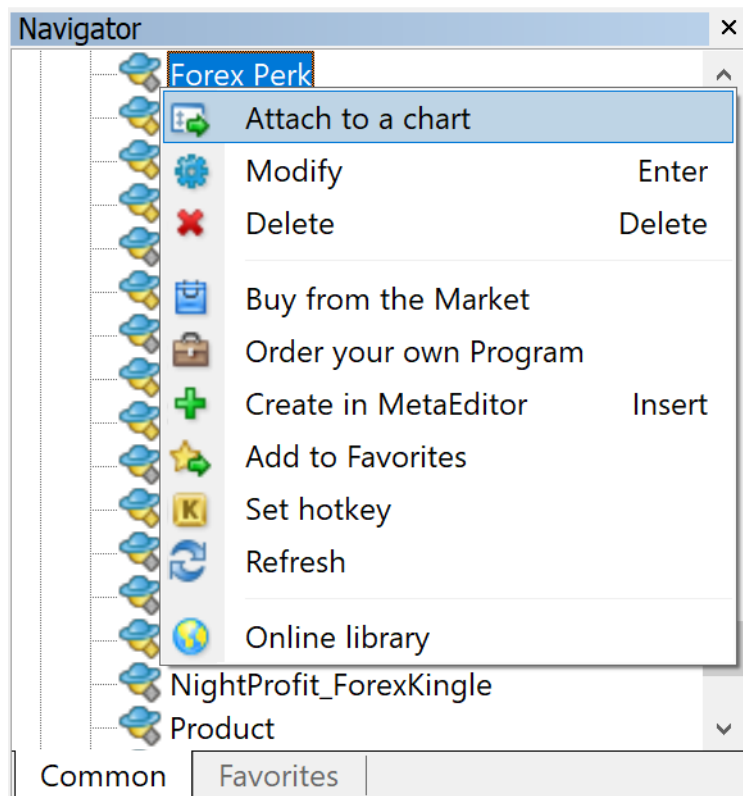 Navigator
Forex Perk
Attach to a chart
Modify Enter
Delete Delete
Buy from the Market
Order your own Program
Create in MetaEditor Insert
Add to Favorites
K Set hotkey
Refresh
Online library
NightProfit_ForexKingle
Product
Common Favorites